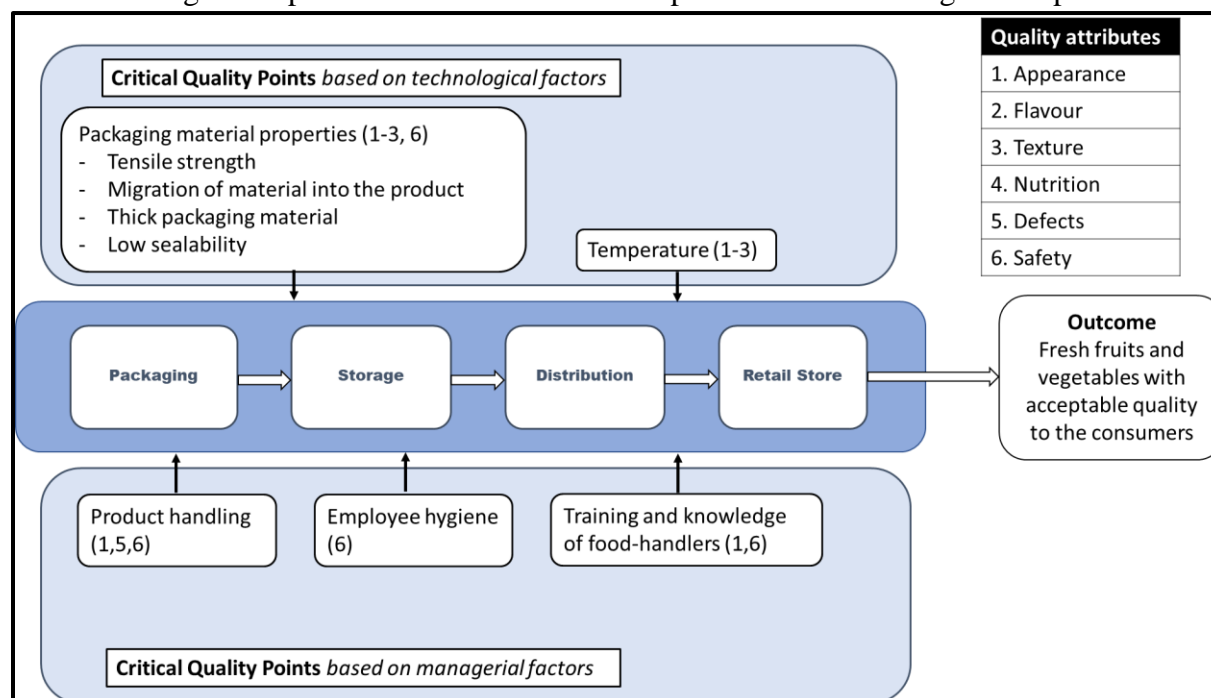 Critical Quality Points based on technological factors
Packaging material properties (1-3, 6)
- Tensile strength
- Migration of material into the product
- Thick packaging material
- Low sealability
Temperature (1-3)
Quality attributes
1. Appearance
2. Flavour
3. Texture
4. Nutrition
5. Defects
6. Safety
Packaging
Storage
Distribution
Retail Store
Outcome
Fresh fruits and
vegetables with
acceptable quality
to the consumers
Product handling
(1,5,6)
Employee hygiene
(6)
Training and knowledge
of food-handlers (1,6)
Critical Quality Points based on managerial factors